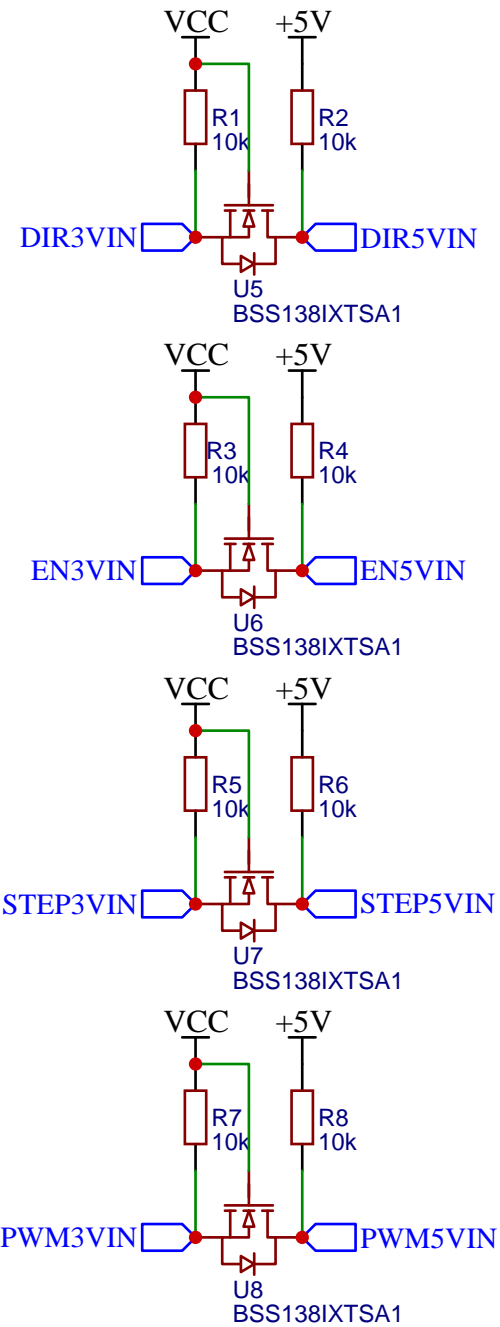 VCC +5V
R1 R2
10k 10k
DIR3VIN DIR5VIN
U5
BSS138IXTSA1
VCC +5V
R3 R4
10k 10k
EN3VIN EN5VIN
U6
BSS138IXTSA1
VCC +5V
R5 R6
10k 10k
STEP3VIN STEP5VIN
U7
BSS138IXTSA1
VCC +5V
R7 R8
10k 10k
PWM3VIN PWM5VIN
U8
BSS138IXTSA1